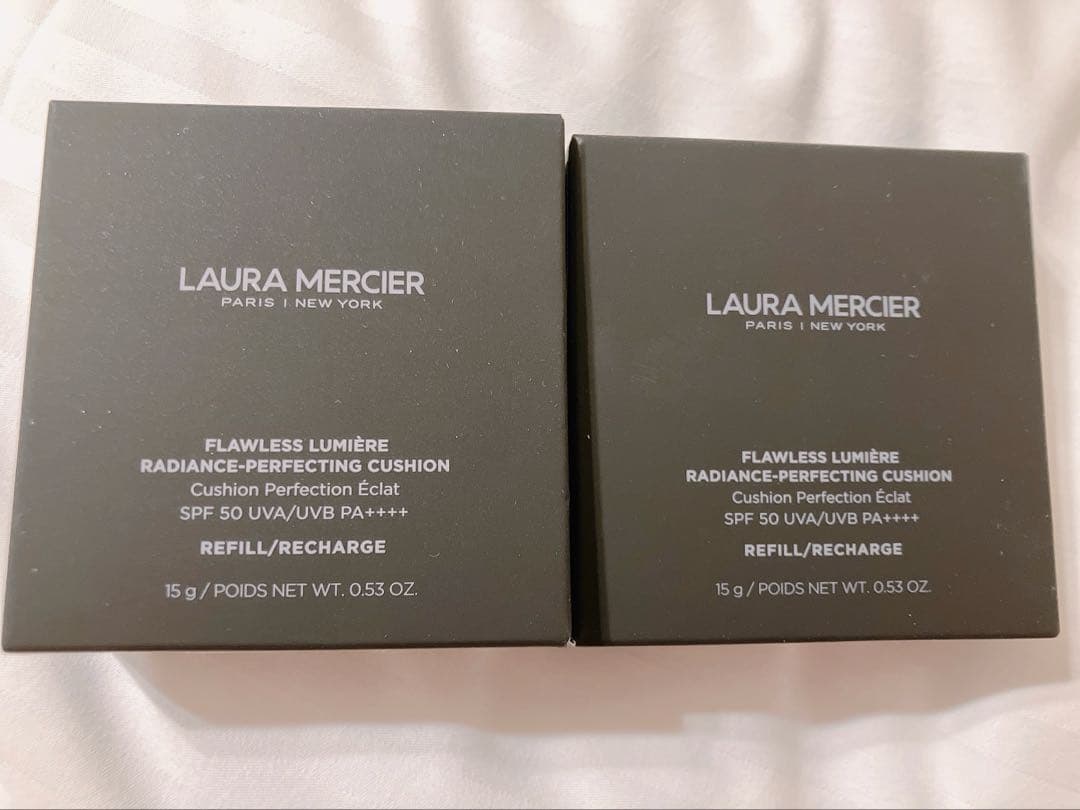 LAURA MERCIER
PARIS | NEW YORK
FLAWLESS LUMIÈRE
RADIANCE-PERFECTING CUSHION
Cushion Perfection Éclat
SPF 50 UVA/UVB PA++++
REFILL/RECHARGE
15 g / POIDS NET WT. 0.53 OZ.
LAURA MERCIER
PARIS | NEW YORK
FLAWLESS LUMIÈRE
RADIANCE-PERFECTING CUSHION
Cushion Perfection Éclat
SPF 50 UVA/UVB PA++++
REFILL/RECHARGE
15 g / POIDS NET WT. 0.53 OZ.